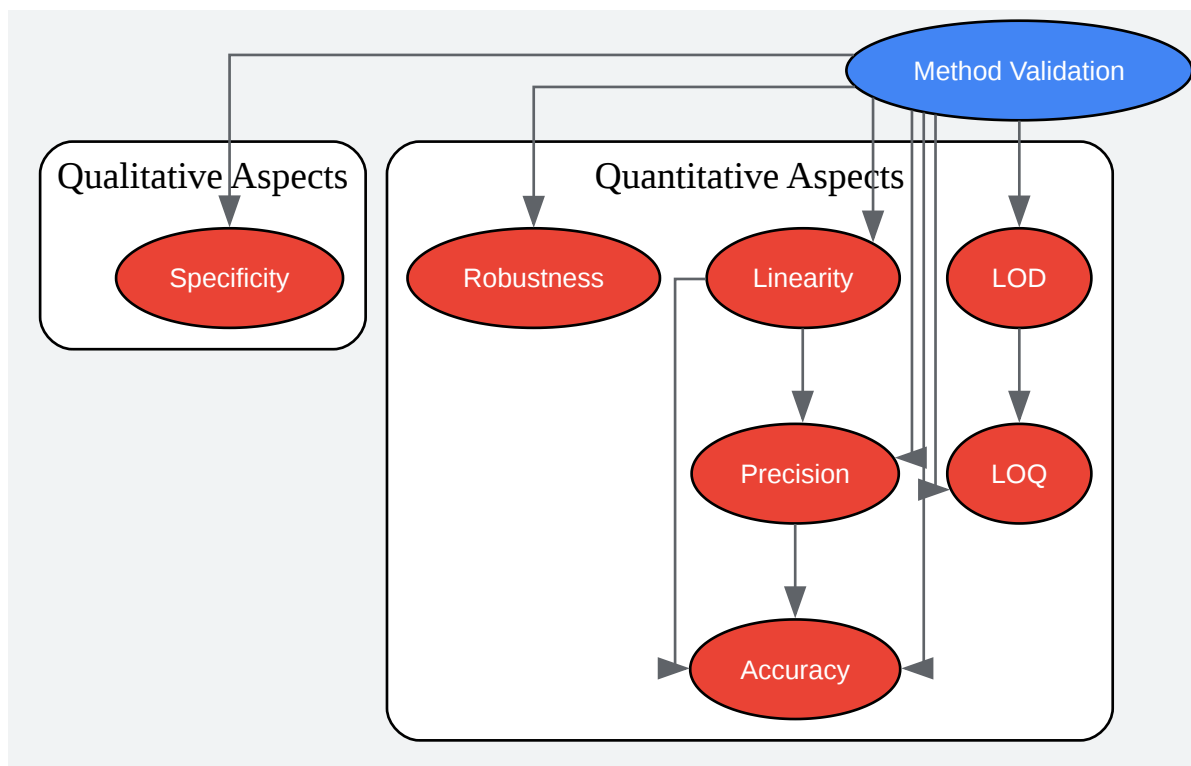 Method Validation
Qualitative Aspects
Quantitative Aspects
Specificity
Robustness
Linearity
LOD
Precision
LOQ
Accuracy